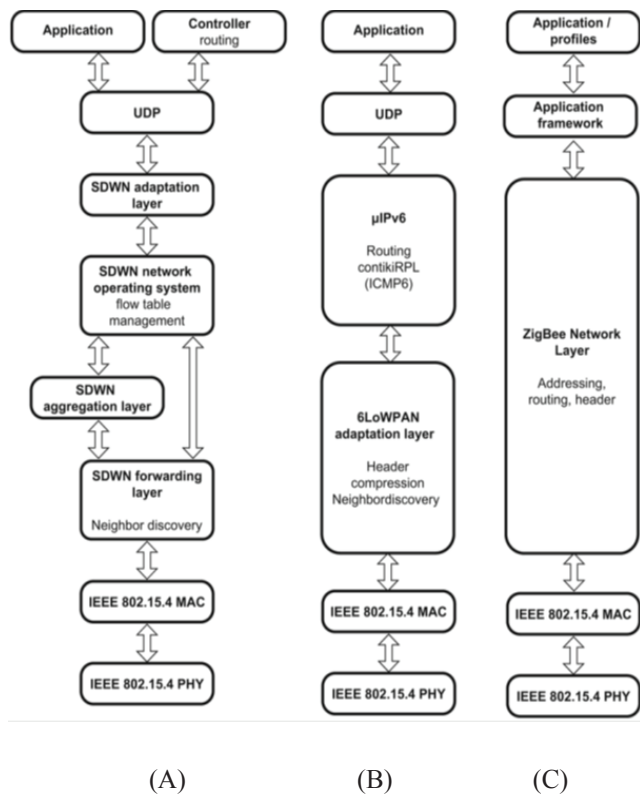 Application
Controller
routing
UDP
SDWN adaptation
layer
SDWN network
operating system
flow table
management
SDWN
aggregation layer
SDWN forwarding
layer
Neighbor discovery
IEEE 802.15.4 MAC
IEEE 802.15.4 PHY
Application
UDP
µIPv6
Routing
contikiRPL
(ICMP6)
6LoWPAN
adaptation layer
Header
compression
Neighbordiscovery
IEEE 802.15.4 MAC
IEEE 802.15.4 PHY
Application /
profiles
Application
framework
ZigBee Network
Layer
Addressing,
routing, header
IEEE 802.15.4 MAC
IEEE 802.15.4 PHY
(A)
(B)
(C)